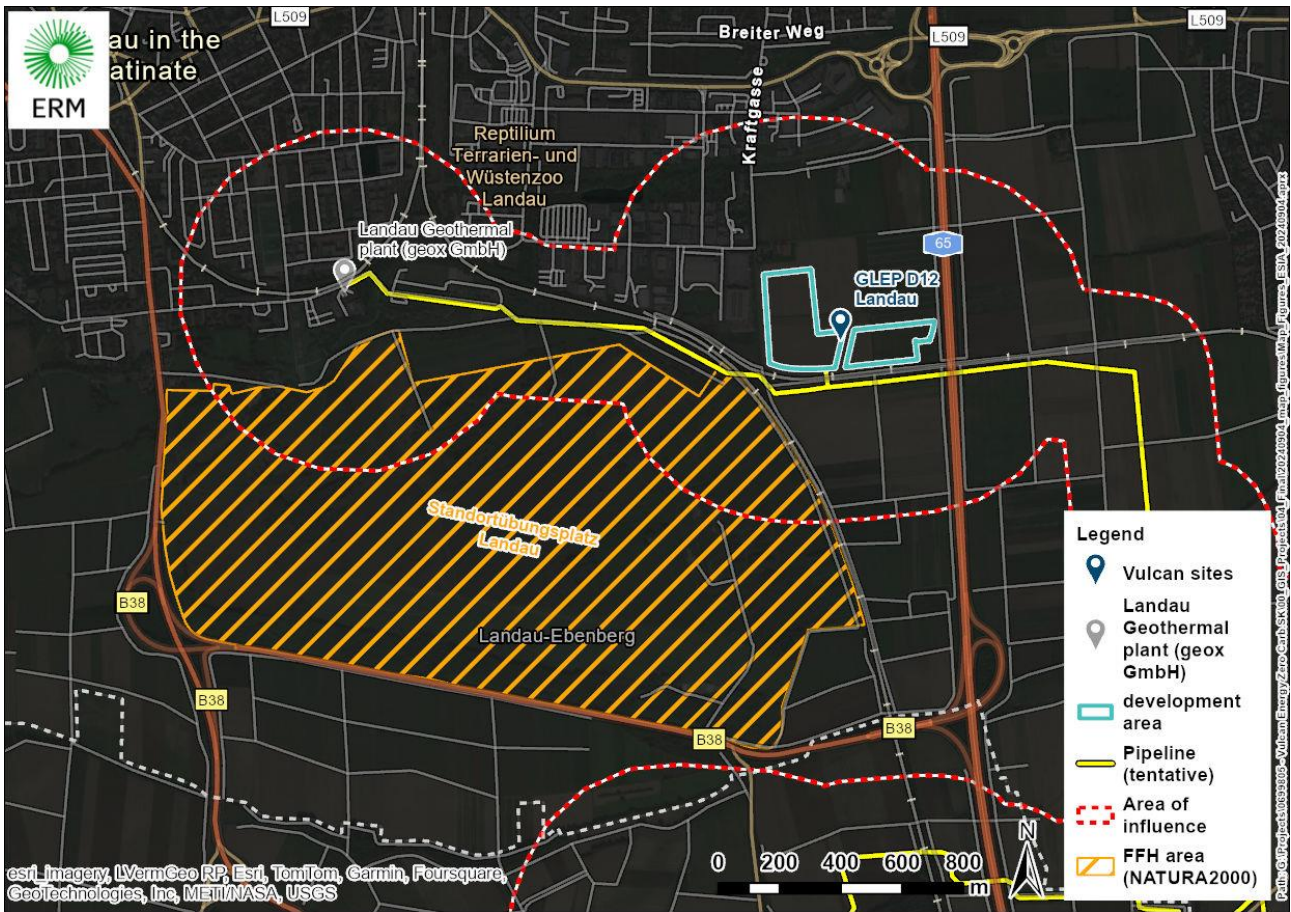 L509
L509
L509
Breiter Weg
au in the
atinate
ERM
Kraftgasse
Reptilium
Terrarien- und
Wüstenzoo
Landau
Landau Geothermal
plant (geox GmbH)
65
GLEP D12
Landau
Standortübungsplatz
Landau
Landau-Ebenberg
B38
B38
B38
B38
Legend
Vulcan sites
Landau
Geothermal
plant (geox
GmbH)
development
area
Pipeline
(tentative)
Area of
influence
FFH area
(NATURA2000)
N
0 200 400 600 800
m
esri_imagery, LVermGeo RP, Esri, TomTom, Garmin, Foursquare,
GeoTechnologies, Inc, METI/NASA, USGS